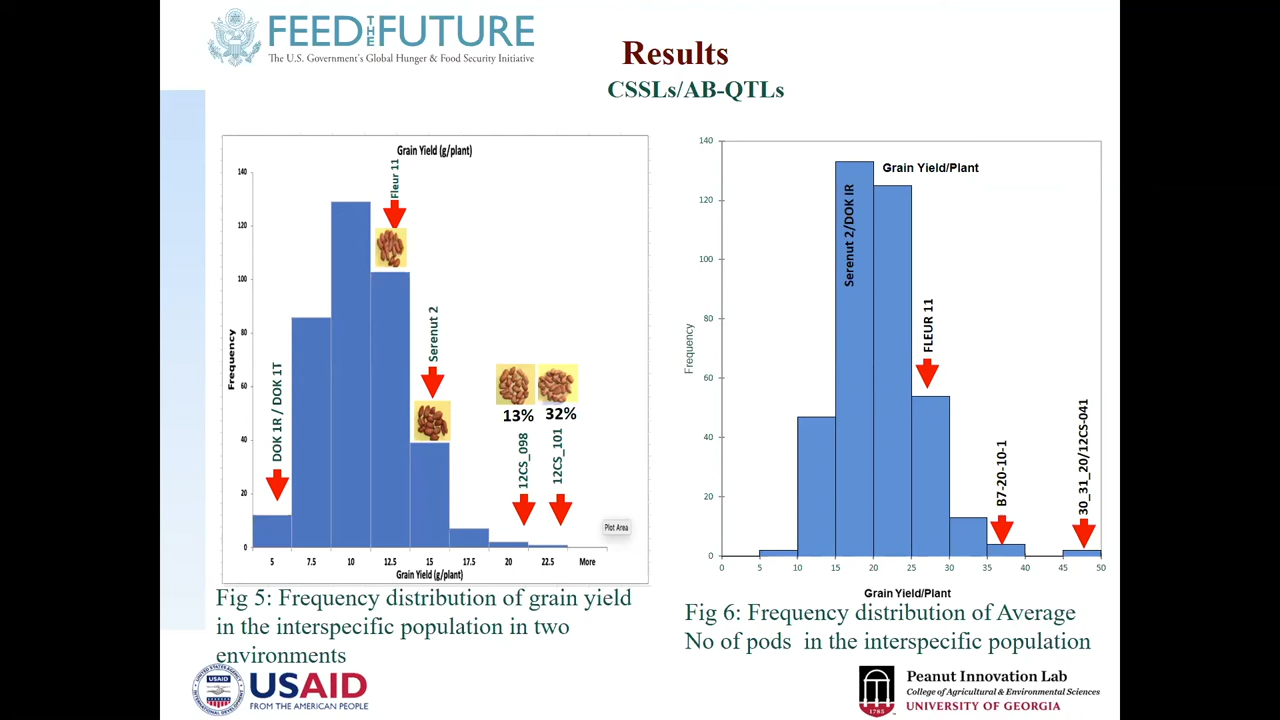 FEED THE FUTURE
The U.S. Government's Global Hunger & Food Security Initiative
Results
CSSLs/AB-QTLs
Grain Yield (g/plant)
Frequency
140
120
100
80
60
40
20
0
DOK 1R / DOK 1T
Fleur 11
Serenut 2
13%
32%
12CS_098
12CS_101
Plot Area
5 7.5 10 12.5 15 17.5 20 22.5 More
Grain Yield (g/plant)
Fig 5: Frequency distribution of grain yield
in the interspecific population in two
environments
Grain Yield/Plant
Frequency
140
120
100
80
60
40
20
0
Serenut 2/DOK IR
FLEUR 11
B7-20-10-1
30_31_20/12CS-041
0 5 10 15 20 25 30 35 40 45 50
Grain Yield/Plant
Fig 6: Frequency distribution of Average
No of pods in the interspecific population
USAID
FROM THE AMERICAN PEOPLE
1785
Peanut Innovation Lab
College of Agricultural & Environmental Sciences
UNIVERSITY OF GEORGIA